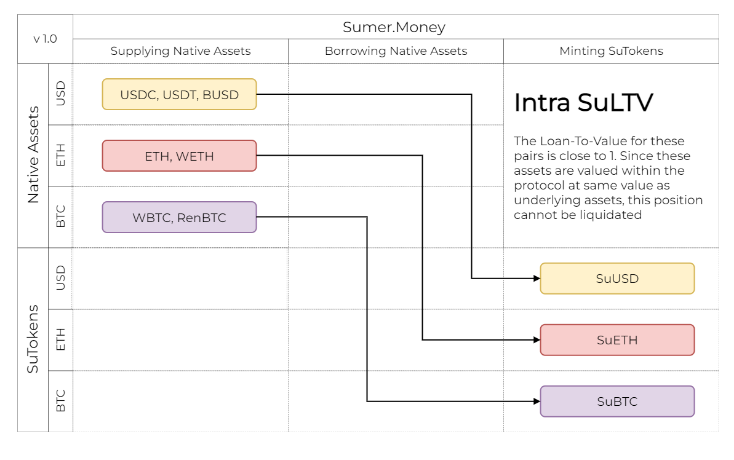 v 1.0
Sumer.Money
Supplying Native Assets
Borrowing Native Assets
Minting SuTokens
Native Assets
USD
USDC, USDT, BUSD
ETH
ETH, WETH
BTC
WBTC, RenBTC
Intra SuLTV
The Loan-To-Value for these
pairs is close to 1. Since these
assets are valued within the
protocol at same value as
underlying assets, this position
cannot be liquidated
SuTokens
USD
SuUSD
ETH
SuETH
BTC
SuBTC